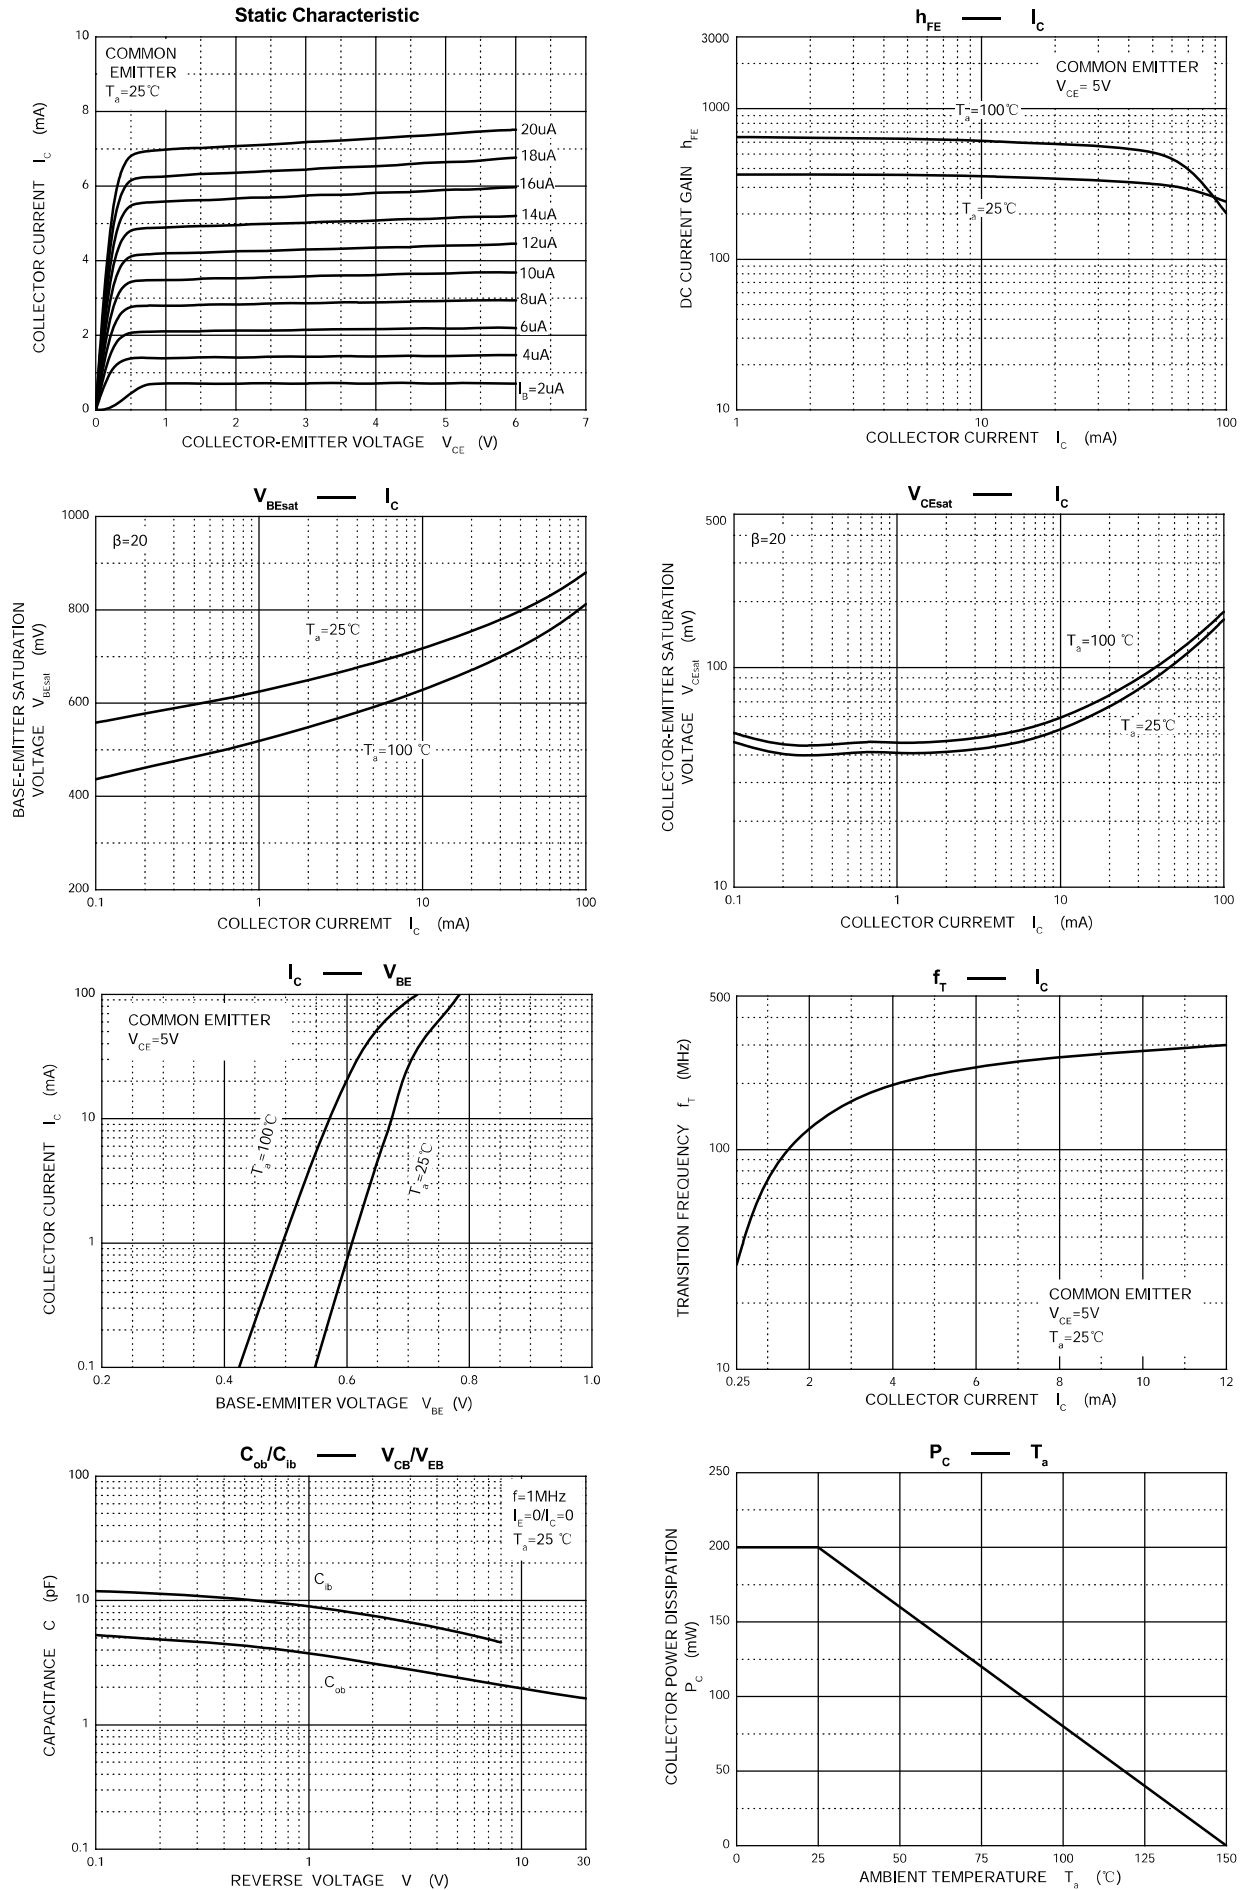 Static Characteristic
COMMON
EMITTER
Ta=25℃
COLLECTOR CURRENT IC (mA)
10
8
6
4
2
0
20uA
18uA
16uA
14uA
12uA
10uA
8uA
6uA
4uA
IB=2uA
0 1 2 3 4 5 6 7
COLLECTOR-EMITTER VOLTAGE VCE (V)
hFE —— IC
COMMON EMITTER
VCE= 5V
Ta=100℃
Ta=25℃
DC CURRENT GAIN hFE
3000
1000
100
10
1 10 100
COLLECTOR CURRENT IC (mA)
VBEsat —— IC
β=20
Ta=25℃
Ta=100 ℃
BASE-EMITTER SATURATION
VOLTAGE VBEsat (mV)
1000
800
600
400
200
0.1 1 10 100
COLLECTOR CURREMT IC (mA)
VCEsat —— IC
β=20
Ta=100 ℃
Ta=25℃
COLLECTOR-EMITTER SATURATION
VOLTAGE VCEsat (mV)
500
100
10
0.1 1 10 100
COLLECTOR CURREMT IC (mA)
IC —— VBE
COMMON EMITTER
VCE=5V
Ta=100℃
Ta=25℃
COLLECTOR CURRENT IC (mA)
100
10
1
0.1
0.2 0.4 0.6 0.8 1.0
BASE-EMMITER VOLTAGE VBE (V)
fT —— IC
TRANSITION FREQUENCY fT (MHz)
500
100
10
COMMON EMITTER
VCE=5V
Ta=25℃
0.25 2 4 6 8 10 12
COLLECTOR CURRENT IC (mA)
Cob/Cib —— VCB/VEB
f=1MHz
IE=0/IC=0
Ta=25 ℃
Cib
Cob
CAPACITANCE C (pF)
100
10
1
0.1
0.1 1 10 30
REVERSE VOLTAGE V (V)
PC —— Ta
COLLECTOR POWER DISSIPATION
PC (mW)
250
200
150
100
50
0
0 25 50 75 100 125 150
AMBIENT TEMPERATURE Ta (℃)